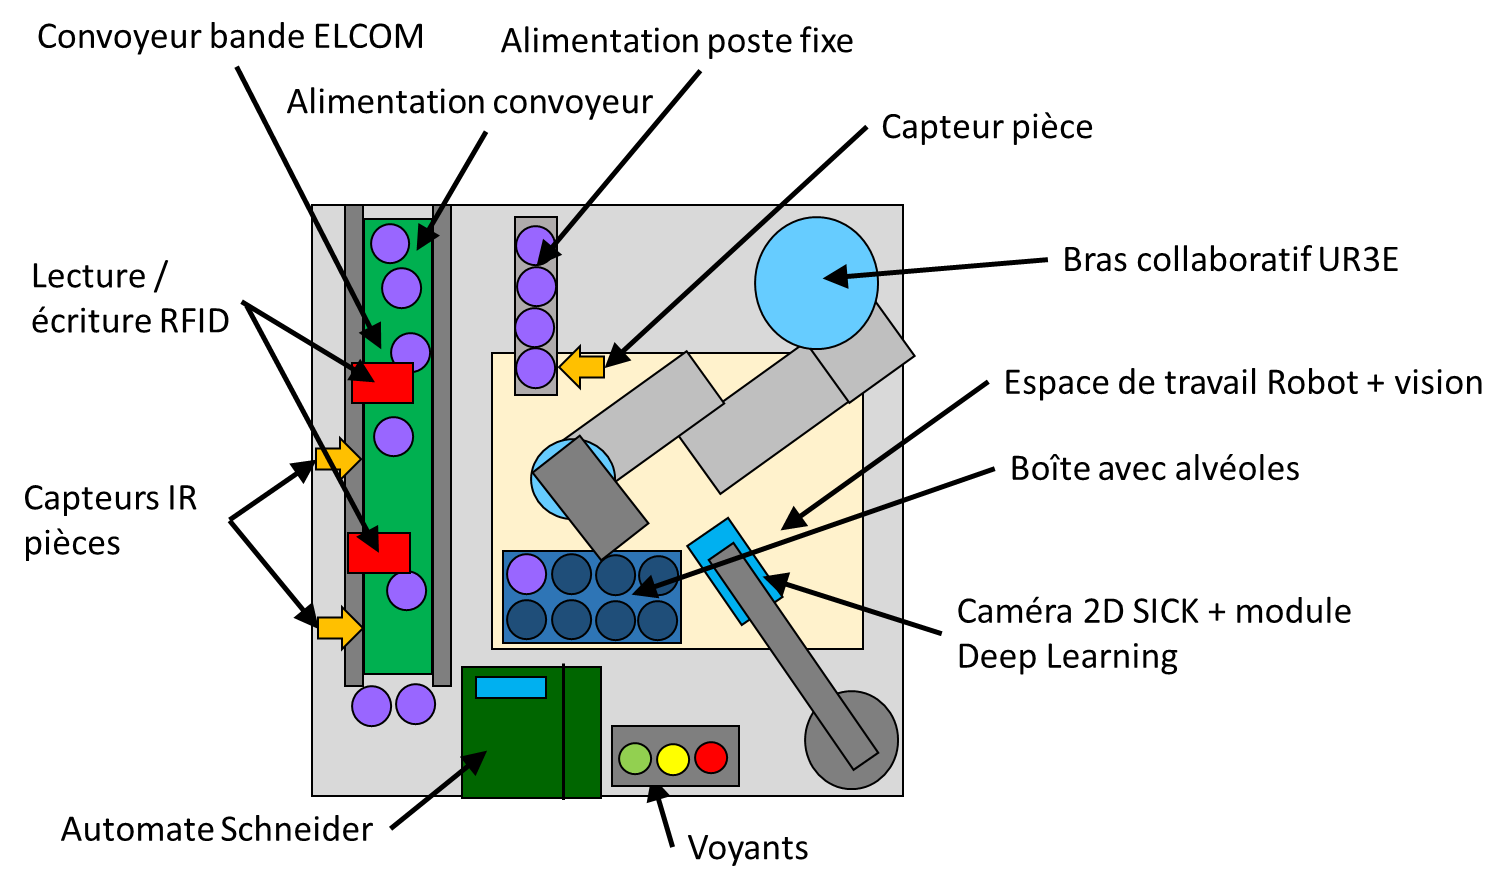 Convoyeur bande ELCOM
Alimentation poste fixe
Alimentation convoyeur
Capteur pièce
Lecture /
écriture RFID
Bras collaboratif UR3E
Espace de travail Robot + vision
Boîte avec alvéoles
Capteurs IR
pièces
Caméra 2D SICK + module
Deep Learning
Automate Schneider
Voyants